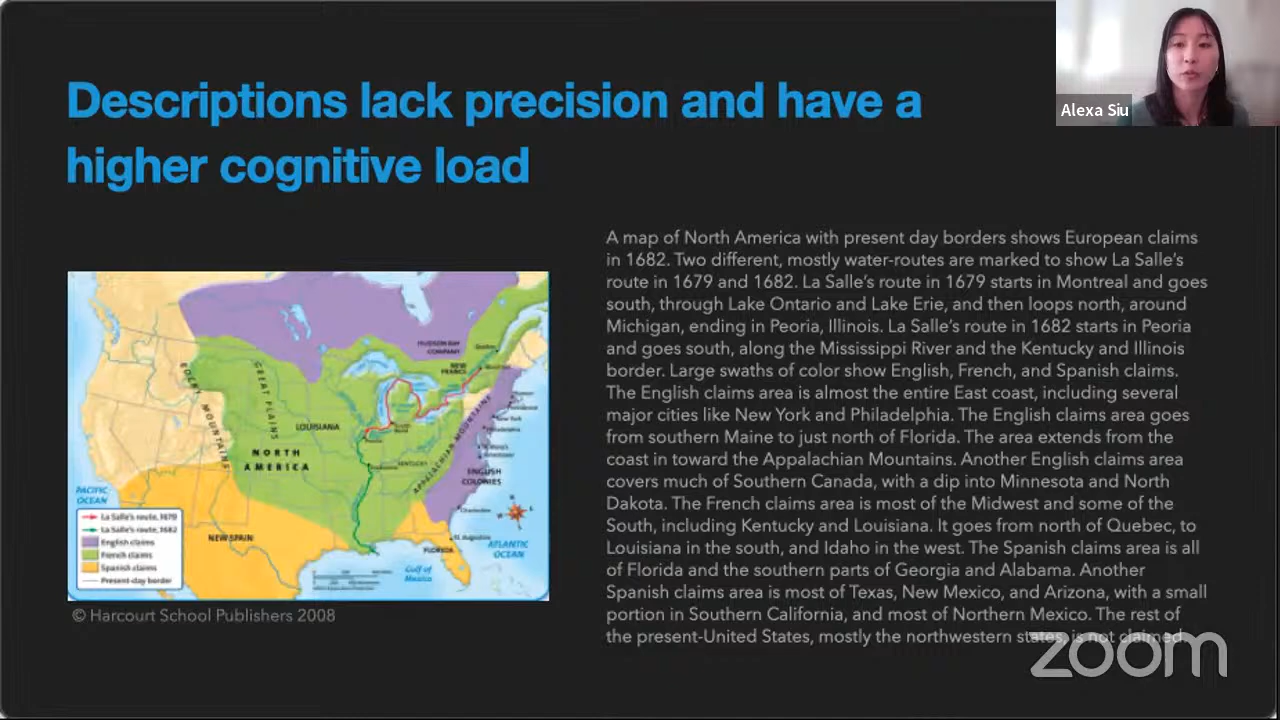 Descriptions lack precision and have a
higher cognitive load
Alexa Siu
A map of North America with present day borders shows European claims
in 1682. Two different, mostly water-routes are marked to show La Salle's
route in 1679 and 1682. La Salle's route in 1679 starts in Montreal and goes
south, through Lake Ontario and Lake Erie, and then loops north, around
Michigan, ending in Peoria, Illinois. La Salle's route in 1682 starts in Peoria
and goes south, along the Mississippi River and the Kentucky and Illinois
border. Large swaths of color show English, French, and Spanish claims.
The English claims area is almost the entire East coast, including several
major cities like New York and Philadelphia. The English claims area goes
from southern Maine to just north of Florida. The area extends from the
coast in toward the Appalachian Mountains. Another English claims area
covers much of Southern Canada, with a dip into Minnesota and North
Dakota. The French claims area is most of the Midwest and some of the
South, including Kentucky and Louisiana. It goes from north of Quebec, to
Louisiana in the south, and Idaho in the west. The Spanish claims area is all
of Florida and the southern parts of Georgia and Alabama. Another
Spanish claims area is most of Texas, New Mexico, and Arizona, with a small
portion in Southern California, and most of Northern Mexico. The rest of
the present-United States, mostly the northwestern states, is not claimed.
HUDSON BAY
COMPANY
NEW
FRANCE
Quebec
Montreal
ROCKY MOUNTAINS
GREAT PLAINS
LOUISIANA
NORTH
AMERICA
Peoria
KENTUCKY
APPALACHIAN MOUNTAINS
New York
Philadelphia
ENGLISH
COLONIES
Charleston
PACIFIC
OCEAN
La Salle's route, 1679
La Salle's route, 1682
English claims
French claims
Spanish claims
Present-day border
NEW SPAIN
St. Augustine
FLORIDA
ATLANTIC
OCEAN
Gulf of
Mexico
© Harcourt School Publishers 2008
zoom